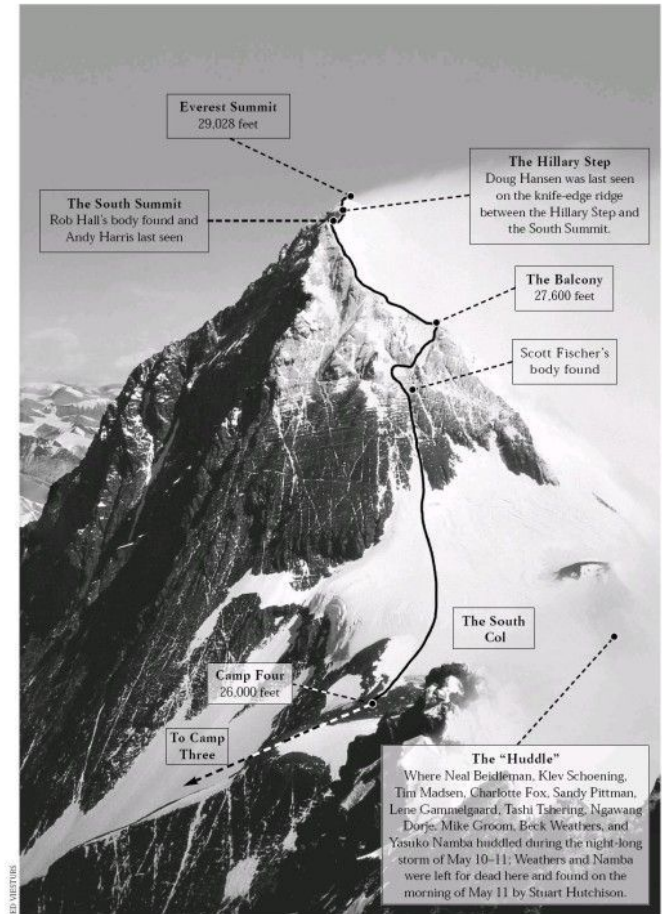 Everest Summit
29,028 feet
The Hillary Step
Doug Hansen was last seen
on the knife-edge ridge
between the Hillary Step and
the South Summit.
The South Summit
Rob Hall's body found and
Andy Harris last seen
The Balcony
27,600 feet
Scott Fischer's
body found
The South
Col
Camp Four
26,000 feet
To Camp
Three
The "Huddle"
Where Neal Beidleman, Klev Schoening,
Tim Madsen, Charlotte Fox, Sandy Pittman,
Lene Gammelgaard, Tashi Tshering, Ngawang
Dorje, Mike Groom, Beck Weathers, and
Yasuko Namba huddled during the night-long
storm of May 10–11; Weathers and Namba
were left for dead here and found on the
morning of May 11 by Stuart Hutchison.
ED VIESTURS